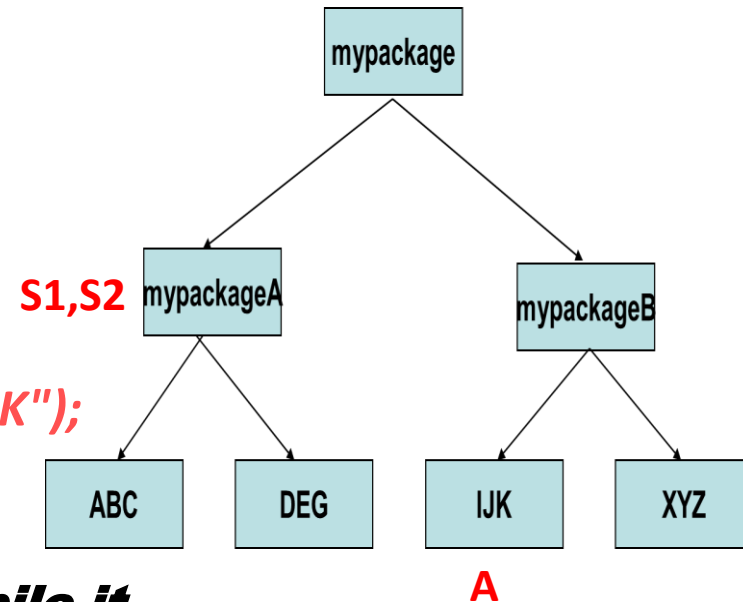 mypackage
S1,S2 mypackageA
mypackageB
K");
ABC DEG IJK XYZ
A